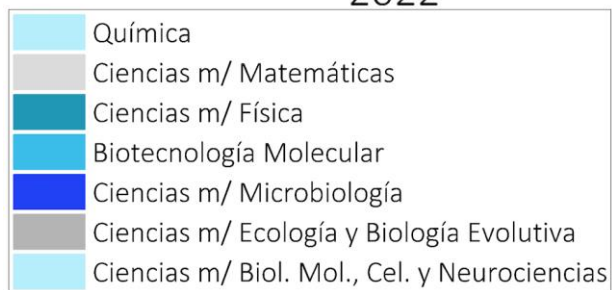 2022
Química
Ciencias m/ Matemáticas
Ciencias m/ Física
Biotecnología Molecular
Ciencias m/ Microbiología
Ciencias m/ Ecología y Biología Evolutiva
Ciencias m/ Biol. Mol., Cel. y Neurociencias